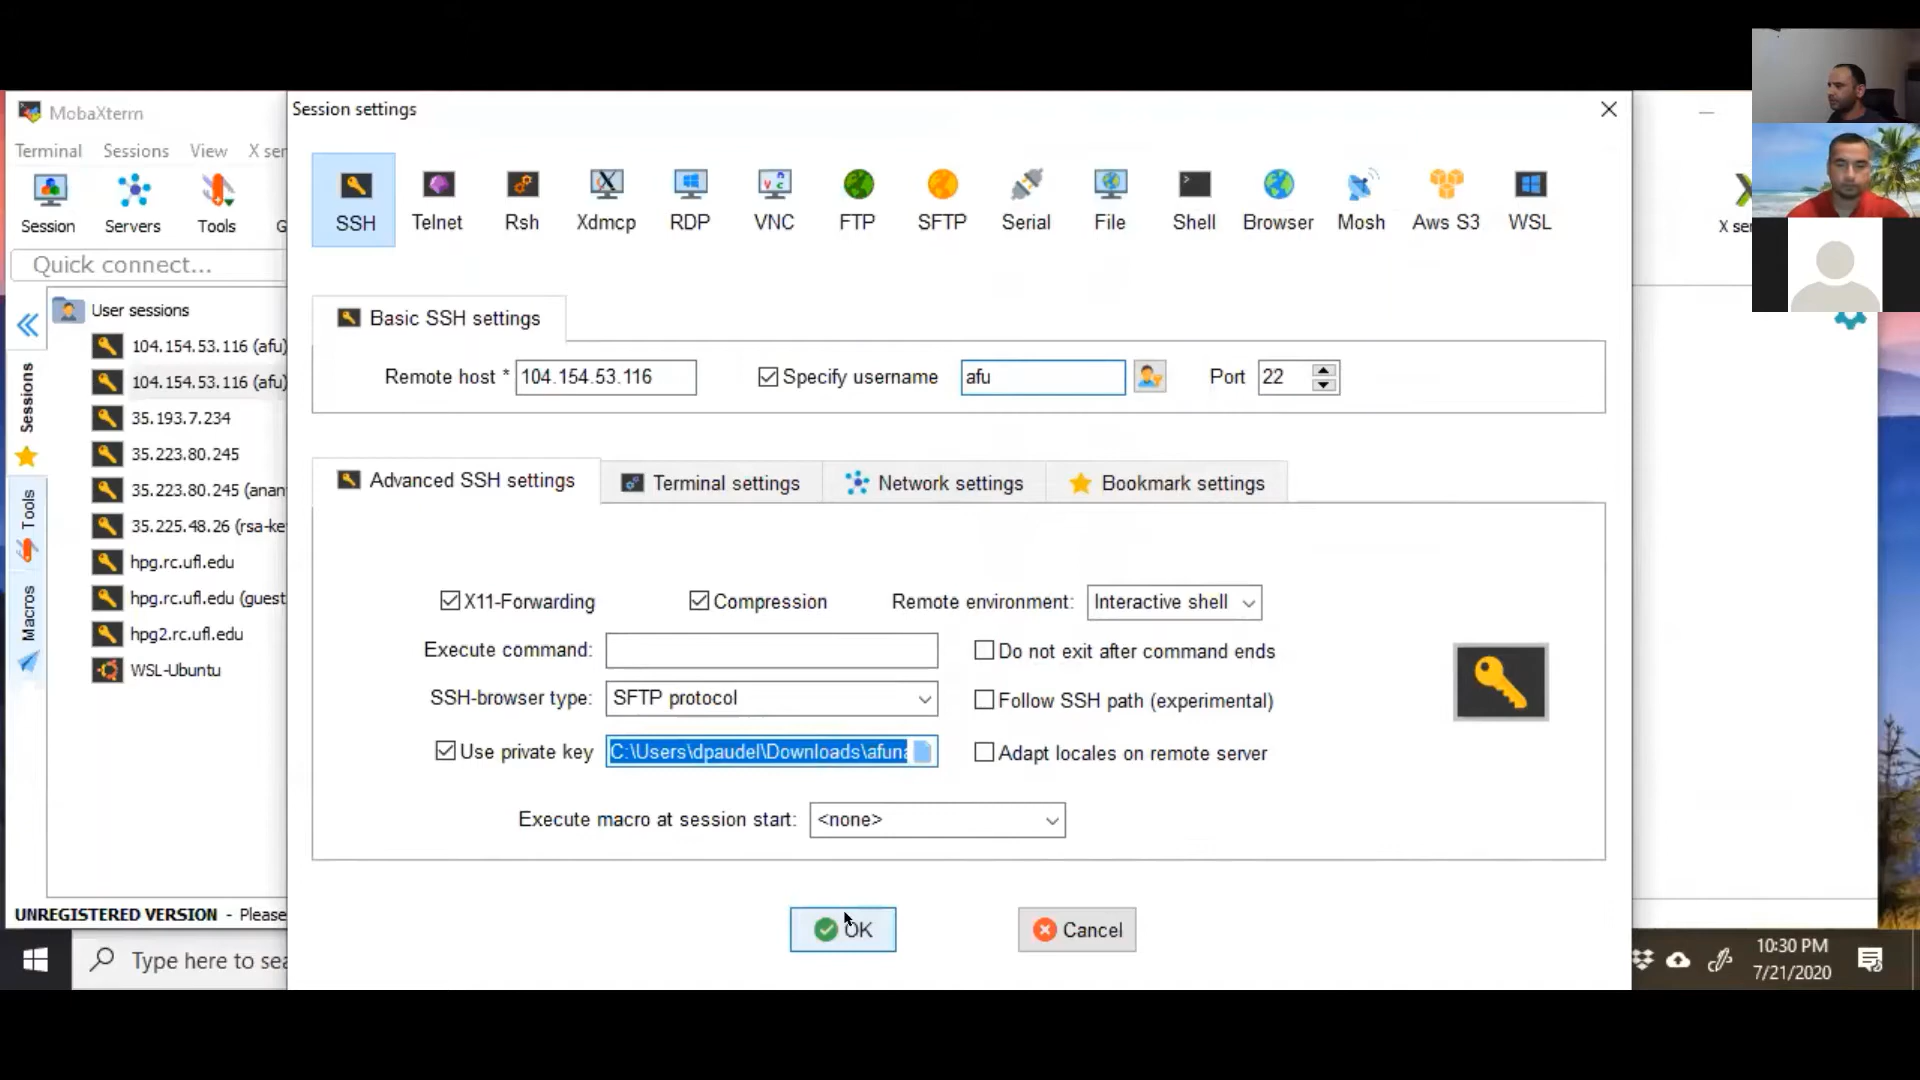 MobaXterm
Session settings
Terminal Sessions View X ser
Session Servers Tools G
X ser
SSH Telnet Rsh Xdmcp RDP VNC FTP SFTP Serial File Shell Browser Mosh Aws S3 WSL
Quick connect...
User sessions
104.154.53.116 (afu)
104.154.53.116 (afu)
35.193.7.234
35.223.80.245
35.223.80.245 (anan
35.225.48.26 (rsa-ke
hpg.rc.ufl.edu
hpg.rc.ufl.edu (guest
hpg2.rc.ufl.edu
WSL-Ubuntu
Sessions
Tools
Macros
Basic SSH settings
Remote host * 104.154.53.116 Specify username afu Port 22
Advanced SSH settings Terminal settings Network settings Bookmark settings
X11-Forwarding Compression Remote environment: Interactive shell
Execute command: Do not exit after command ends
SSH-browser type: SFTP protocol Follow SSH path (experimental)
Use private key C:\Users\dpaudel\Downloads\afuna Adapt locales on remote server
Execute macro at session start: <none>
OK Cancel
UNREGISTERED VERSION - Please
Type here to sea
10:30 PM
7/21/2020